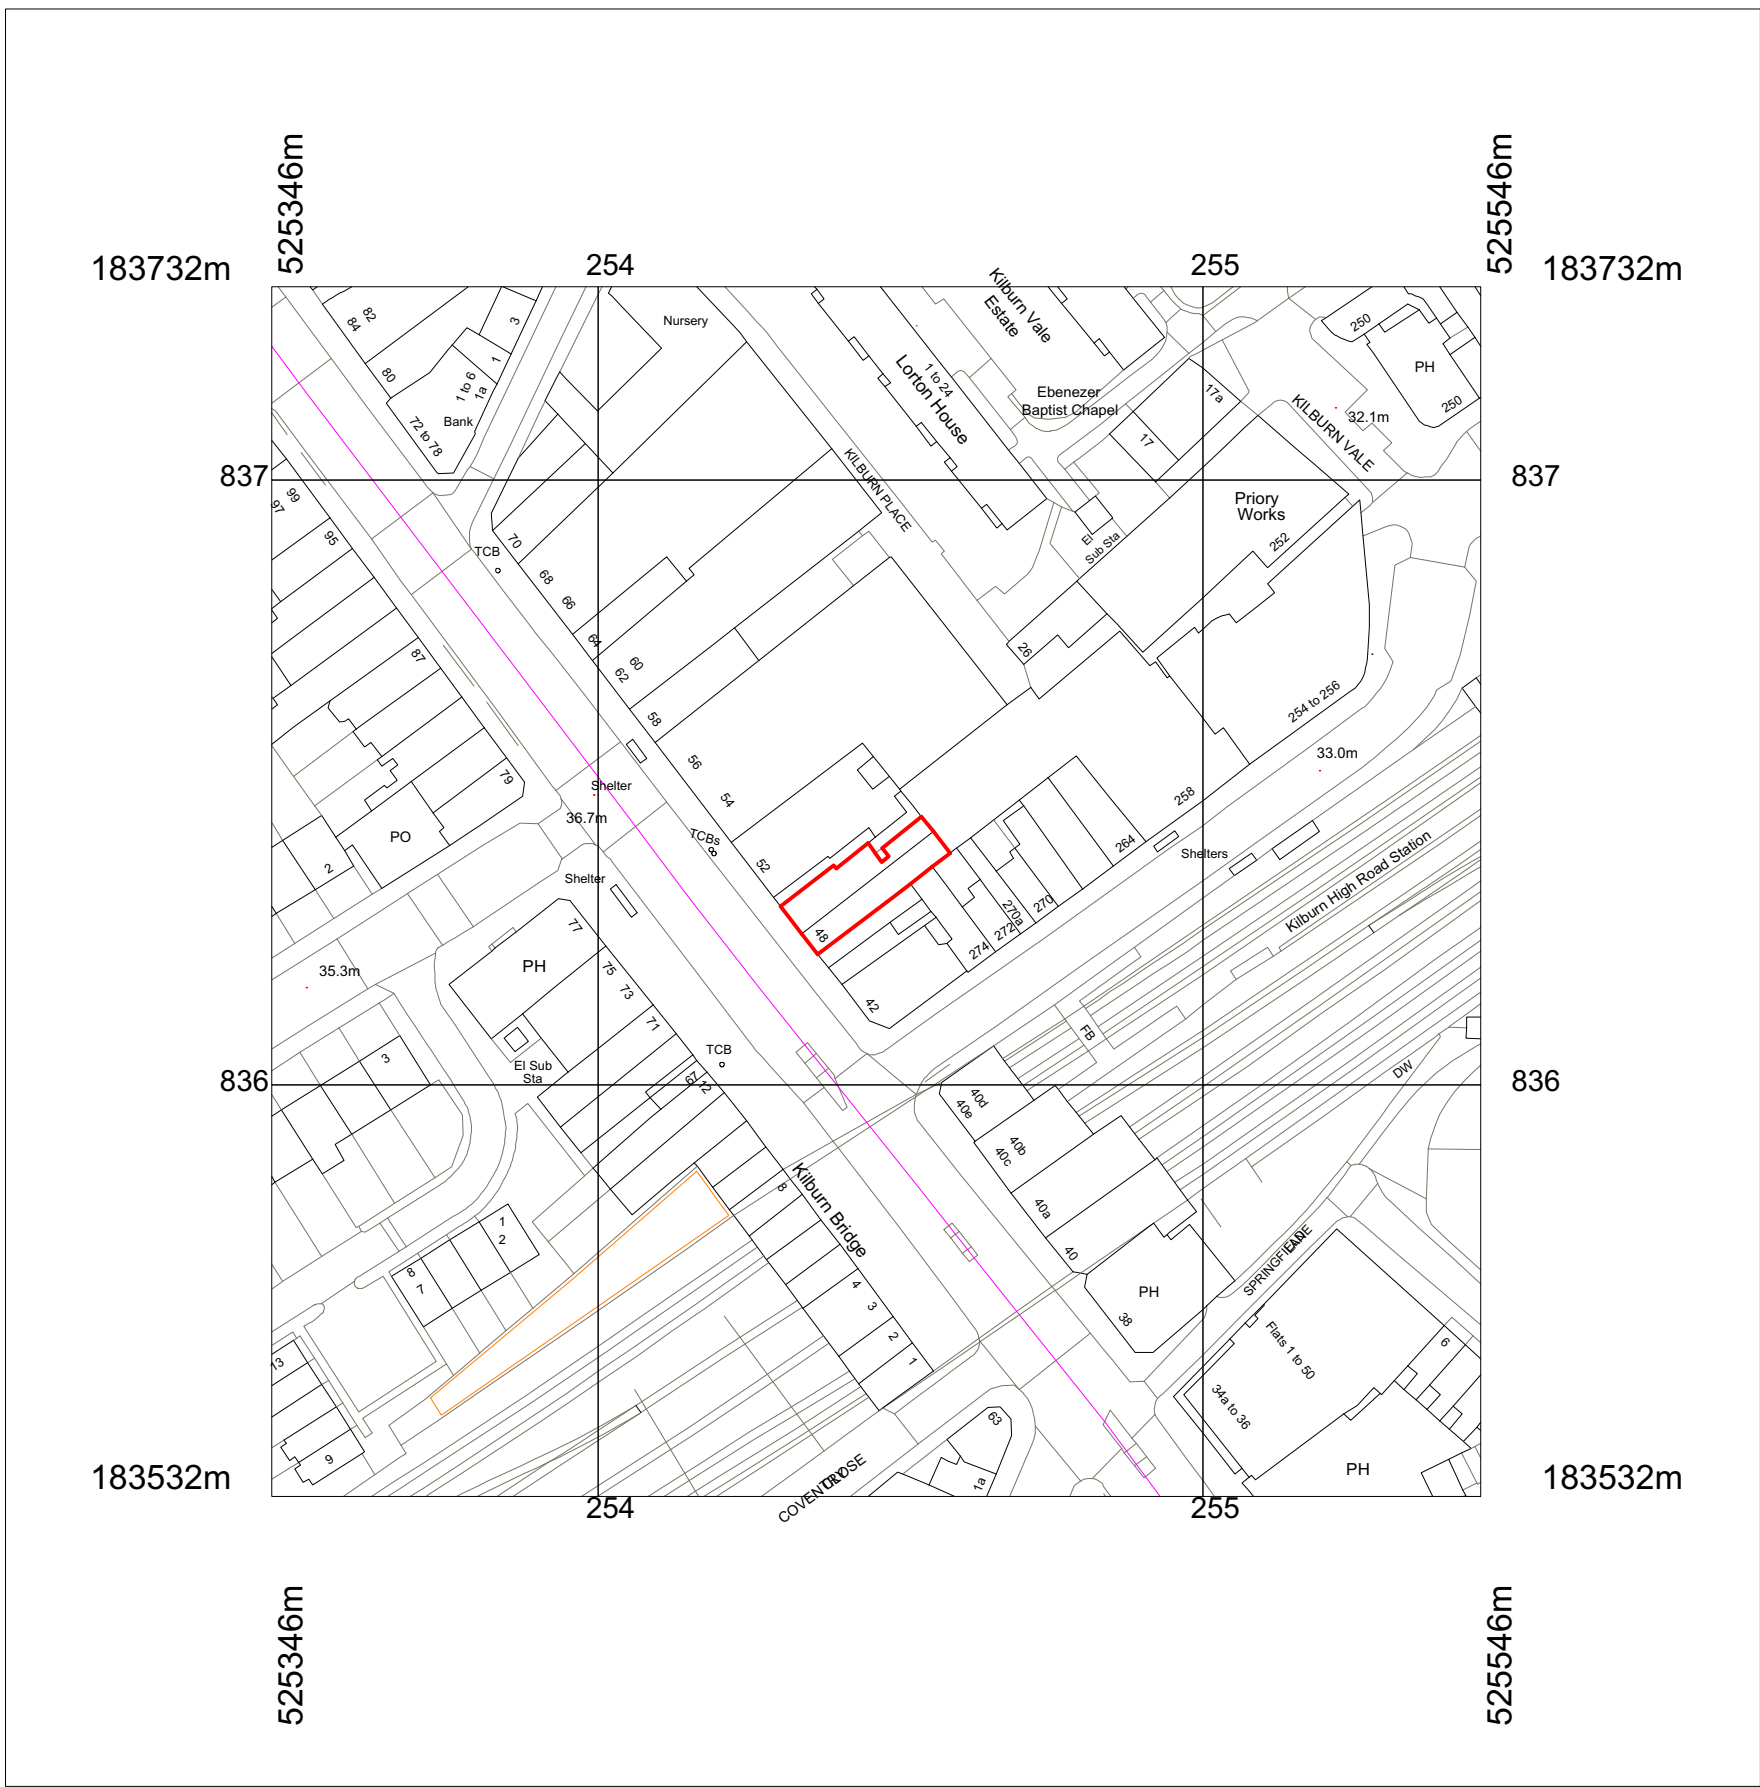 525346m
525546m
183732m
254
255
183732m
Kilburn Vale
Estate
82
84
3
Nursery
250
1
PH
80
1 to 6
1a
1 to 24
Lorton House
Ebenezer
Baptist Chapel
17a
250
Bank
72 to 78
KILBURN VALE
32.1m
17
837
837
KILBURN PLACE
99
97
Priory
Works
95
70
TCB
El
Sub Sta
252
68
66
64
60
62
26
87
58
254 to 256
56
33.0m
79
Shelter
54
258
36.7m
TCBs
PO
264
Shelters
2
52
Shelter
Kilburn High Road Station
270
270a
77
48
272
274
PH
75
35.3m
73
42
71
FB
TCB
3
El Sub
Sta
67
12
DW
836
836
40d
40e
40b
40c
Kilburn Bridge
8
40a
1
2
SPRINGFIELD
LANE
40
8
7
4
PH
3
38
2
Flats 1 to 50
6
13
1
34a to 36
63
9
COVENTRY
CLOSE
1a
PH
183532m
183532m
254
255
525346m
525546m